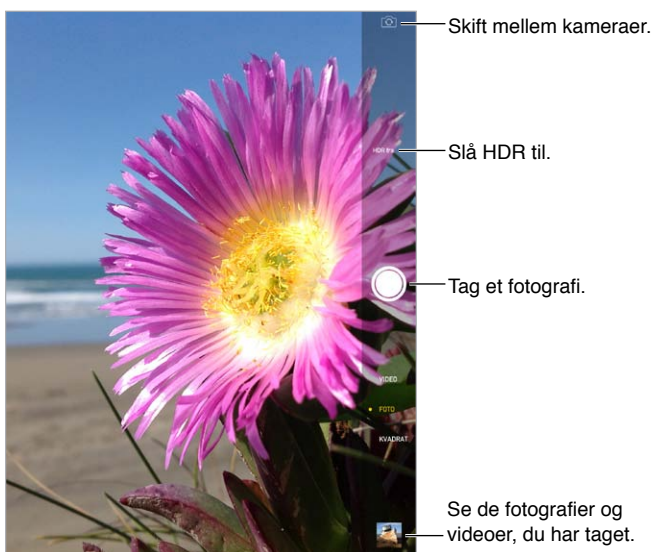 Skift mellem kameraer.
Slå HDR til.
Tag et fotografi.
VIDEO
FOTO
KVADRAT
Se de fotografier og
videoer, du har taget.